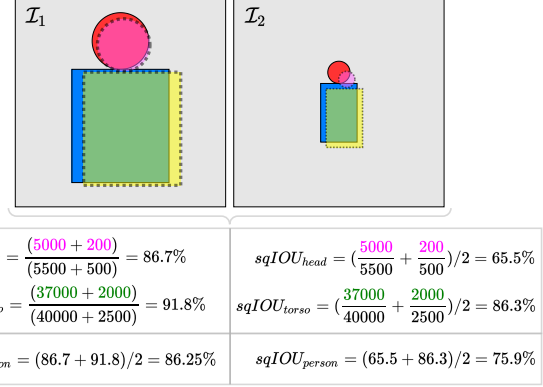 I₁ I₂
= (5000 + 200) / (5500 + 500) = 86.7%
sqIOU_head = (5000/5500 + 200/500)/2 = 65.5%
o = (37000 + 2000) / (40000 + 2500) = 91.8%
sqIOU_torso = (37000/40000 + 2000/2500)/2 = 86.3%
on = (86.7 + 91.8)/2 = 86.25%
sqIOU_person = (65.5 + 86.3)/2 = 75.9%